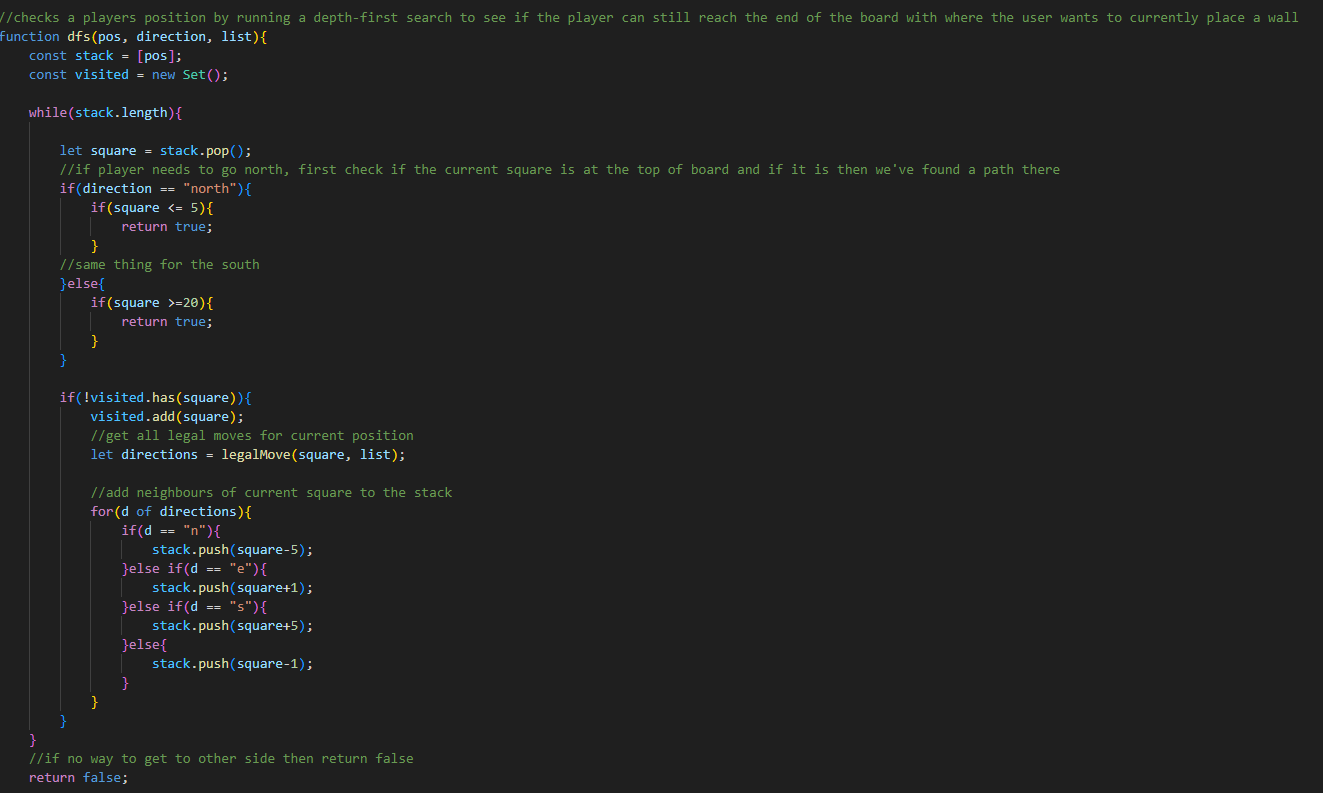 //checks a players position by running a depth-first search to see if the player can still reach the end of the board with where the user wants to currently place a wall
function dfs(pos, direction, list){
    const stack = [pos];
    const visited = new Set();

    while(stack.length){

        let square = stack.pop();
        //if player needs to go north, first check if the current square is at the top of board and if it is then we've found a path there
        if(direction == "north"){
            if(square <= 5){
                return true;
            }
        //same thing for the south
        }else{
            if(square >=20){
                return true;
            }
        }

        if(!visited.has(square)){
            visited.add(square);
            //get all legal moves for current position
            let directions = legalMove(square, list);

            //add neighbours of current square to the stack
            for(d of directions){
                if(d == "n"){
                    stack.push(square-5);
                }else if(d == "e"){
                    stack.push(square+1);
                }else if(d == "s"){
                    stack.push(square+5);
                }else{
                    stack.push(square-1);
                }
            }
        }
    }
    //if no way to get to other side then return false
    return false;